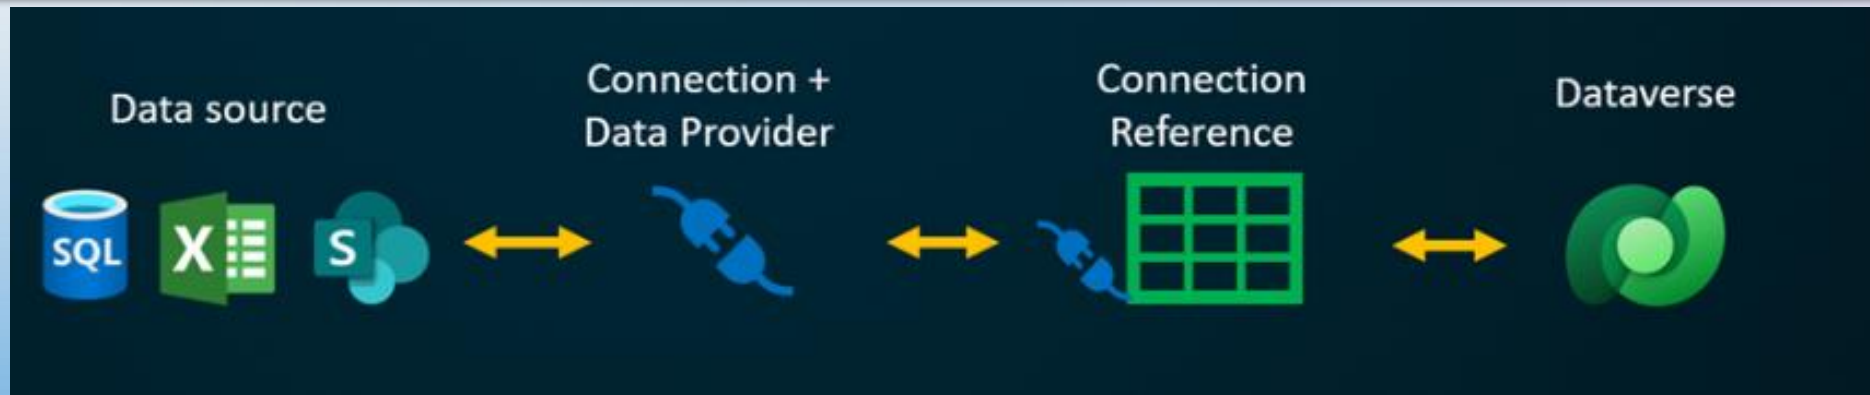 Data source
Connection +
Data Provider
Connection
Reference
Dataverse
SQL
X
S